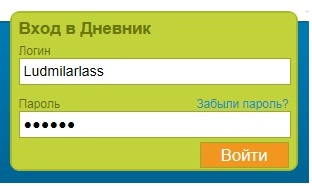 Вход в Дневник
Логин
Ludmilarlass
Пароль Забыли пароль?
●●●●●●
Войти